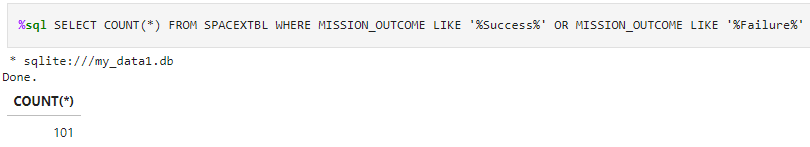 %sql SELECT COUNT(*) FROM SPACEXTBL WHERE MISSION_OUTCOME LIKE '%Success%' OR MISSION_OUTCOME LIKE '%Failure%'
* sqlite:///my_data1.db
Done.
COUNT(*)
101